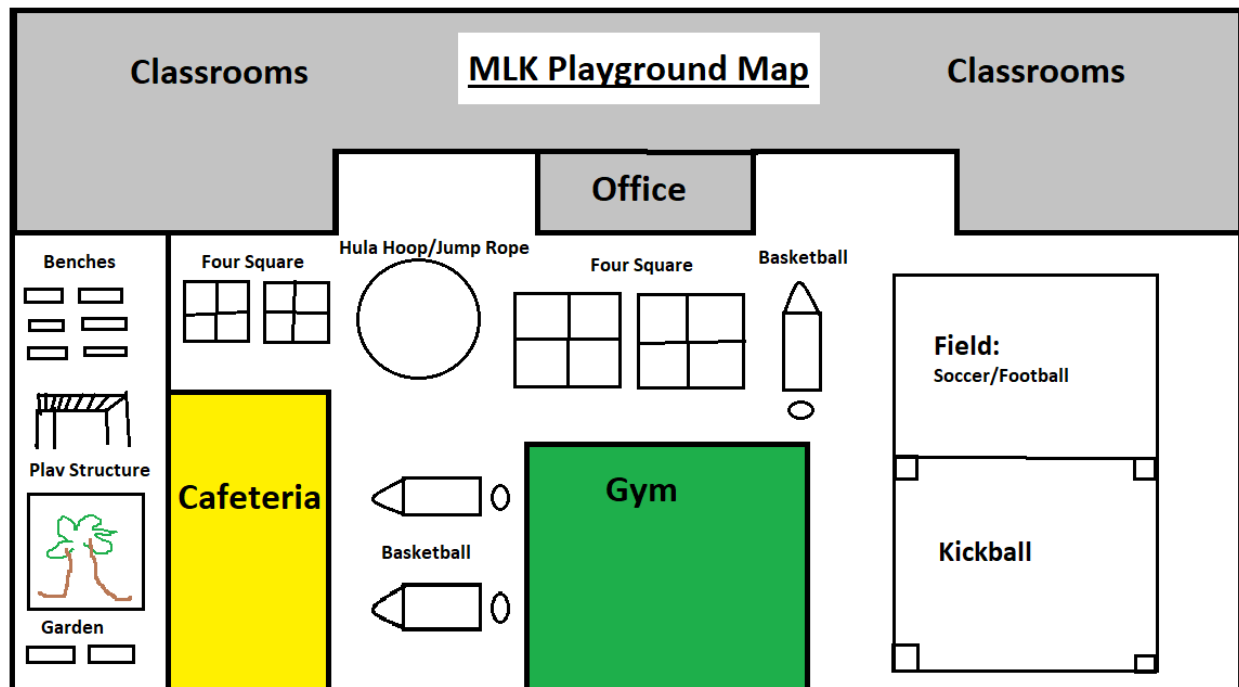 Classrooms
MLK Playground Map
Classrooms
Office
Benches
Four Square
Hula Hoop/Jump Rope
Four Square
Basketball
Field:
Soccer/Football
Plav Structure
Cafeteria
Gym
Basketball
Kickball
Garden